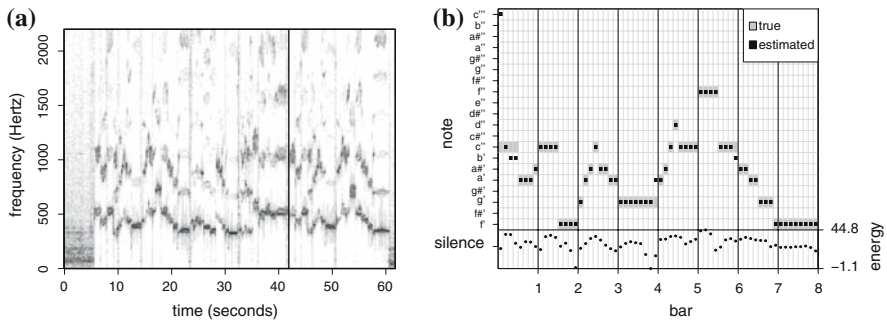 (a)
frequency (Hertz)
2000
1500
1000
500
0
0 10 20 30 40 50 60
time (seconds)
(b)
note
c'''
b''
a#''
a''
g#''
g''
f#''
f''
e''
d#''
d''
c#''
c''
b'
a#'
a'
g#'
g'
f#'
f'
silence
true
estimated
44.8
−1.1
energy
1 2 3 4 5 6 7 8
bar